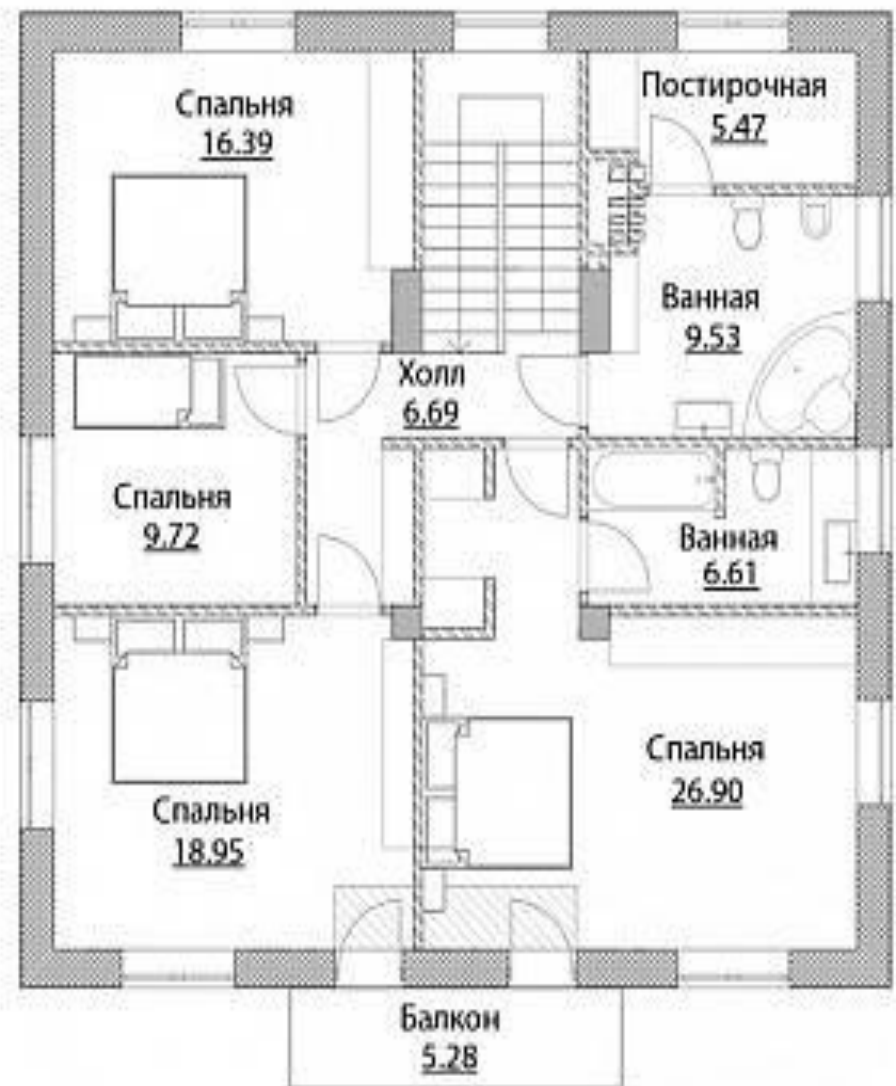 Спальня
16.39
Постирочная
5.47
Ванная
9.53
Холл
6.69
Спальня
9.72
Ванная
6.61
Спальня
26.90
Спальня
18.95
Балкон
5.28